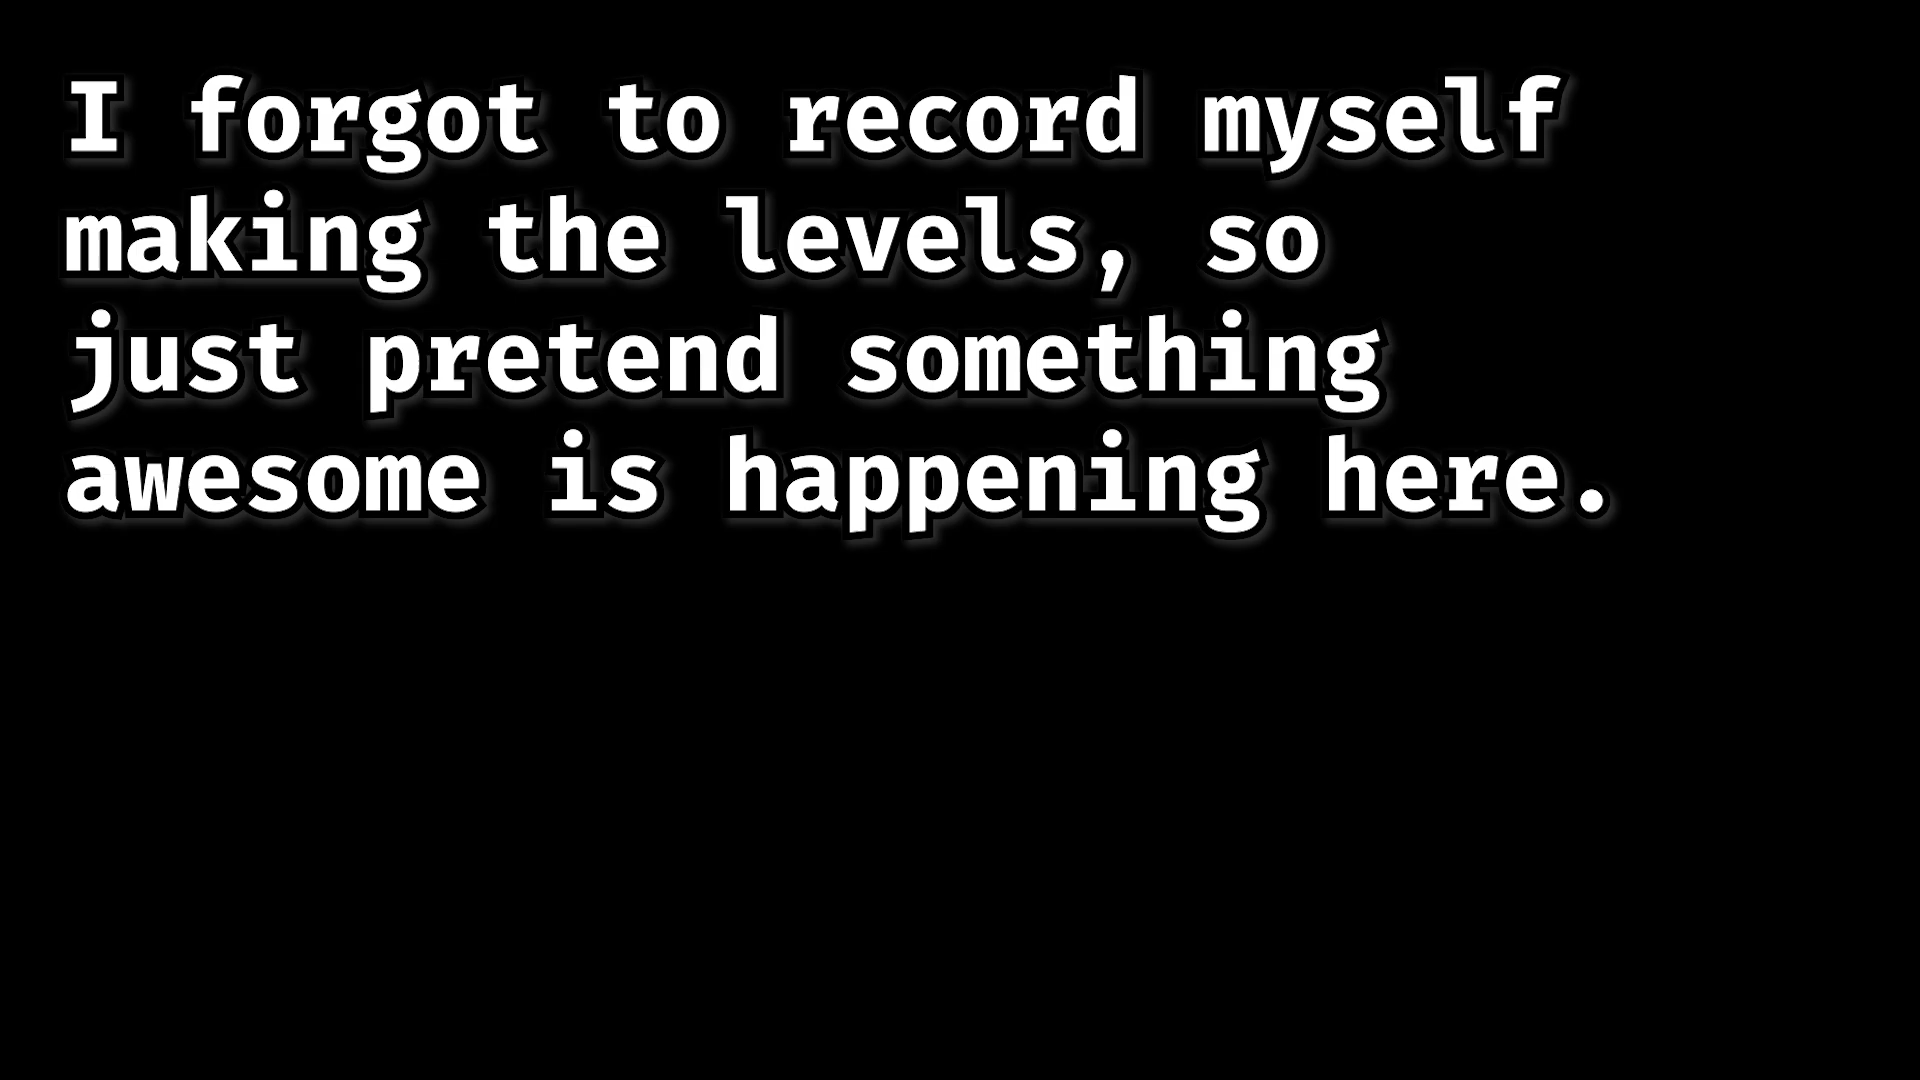 I forgot to record myself
making the levels, so
just pretend something
awesome is happening here.